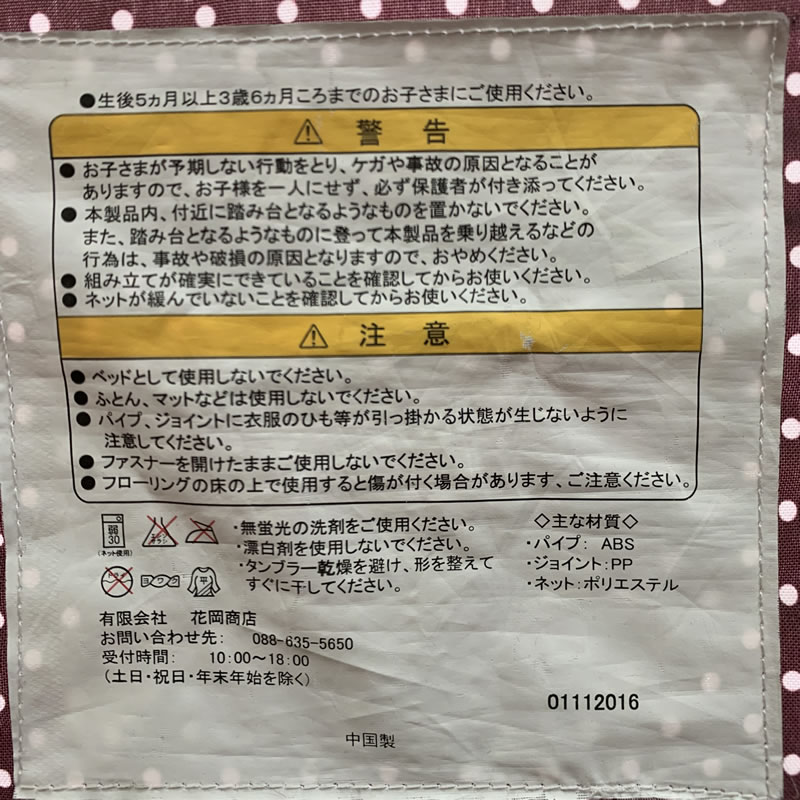 ●生後5ヵ月以上3歳6ヵ月ころまでのお子さまにご使用ください。
⚠ 警告
●お子さまが予期しない行動をとり、ケガや事故の原因となることが
ありますので、お子様を一人にせず、必ず保護者が付き添ってください。
●本製品内、付近に踏み台となるようなものを置かないでください。
また、踏み台となるようなものに登って本製品を乗り越えるなどの
行為は、事故や破損の原因となりますので、おやめください。
●組み立てが確実にできていることを確認してからお使いください。
●ネットが緩んでいないことを確認してからお使いください。
⚠ 注意
●ベッドとして使用しないでください。
●ふとん、マットなどは使用しないでください。
●パイプ、ジョイントに衣服のひも等が引っ掛かる状態が生じないように
注意してください。
●ファスナーを開けたままご使用しないでください。
●フローリングの床の上で使用すると傷が付く場合があります、ご注意ください。
弱
30
(ネット使用)
エンソ
サラシ
ドライ
ヨワク
平
・無蛍光の洗剤をご使用ください。
・漂白剤を使用しないでください。
・タンブラー乾燥を避け、形を整えて
すぐに干してください。
◇主な材質◇
・パイプ: ABS
・ジョイント:PP
・ネット:ポリエステル
有限会社 花岡商店
お問い合わせ先: 088-635-5650
受付時間: 10:00〜18:00
(土日・祝日・年末年始を除く)
01112016
中国製